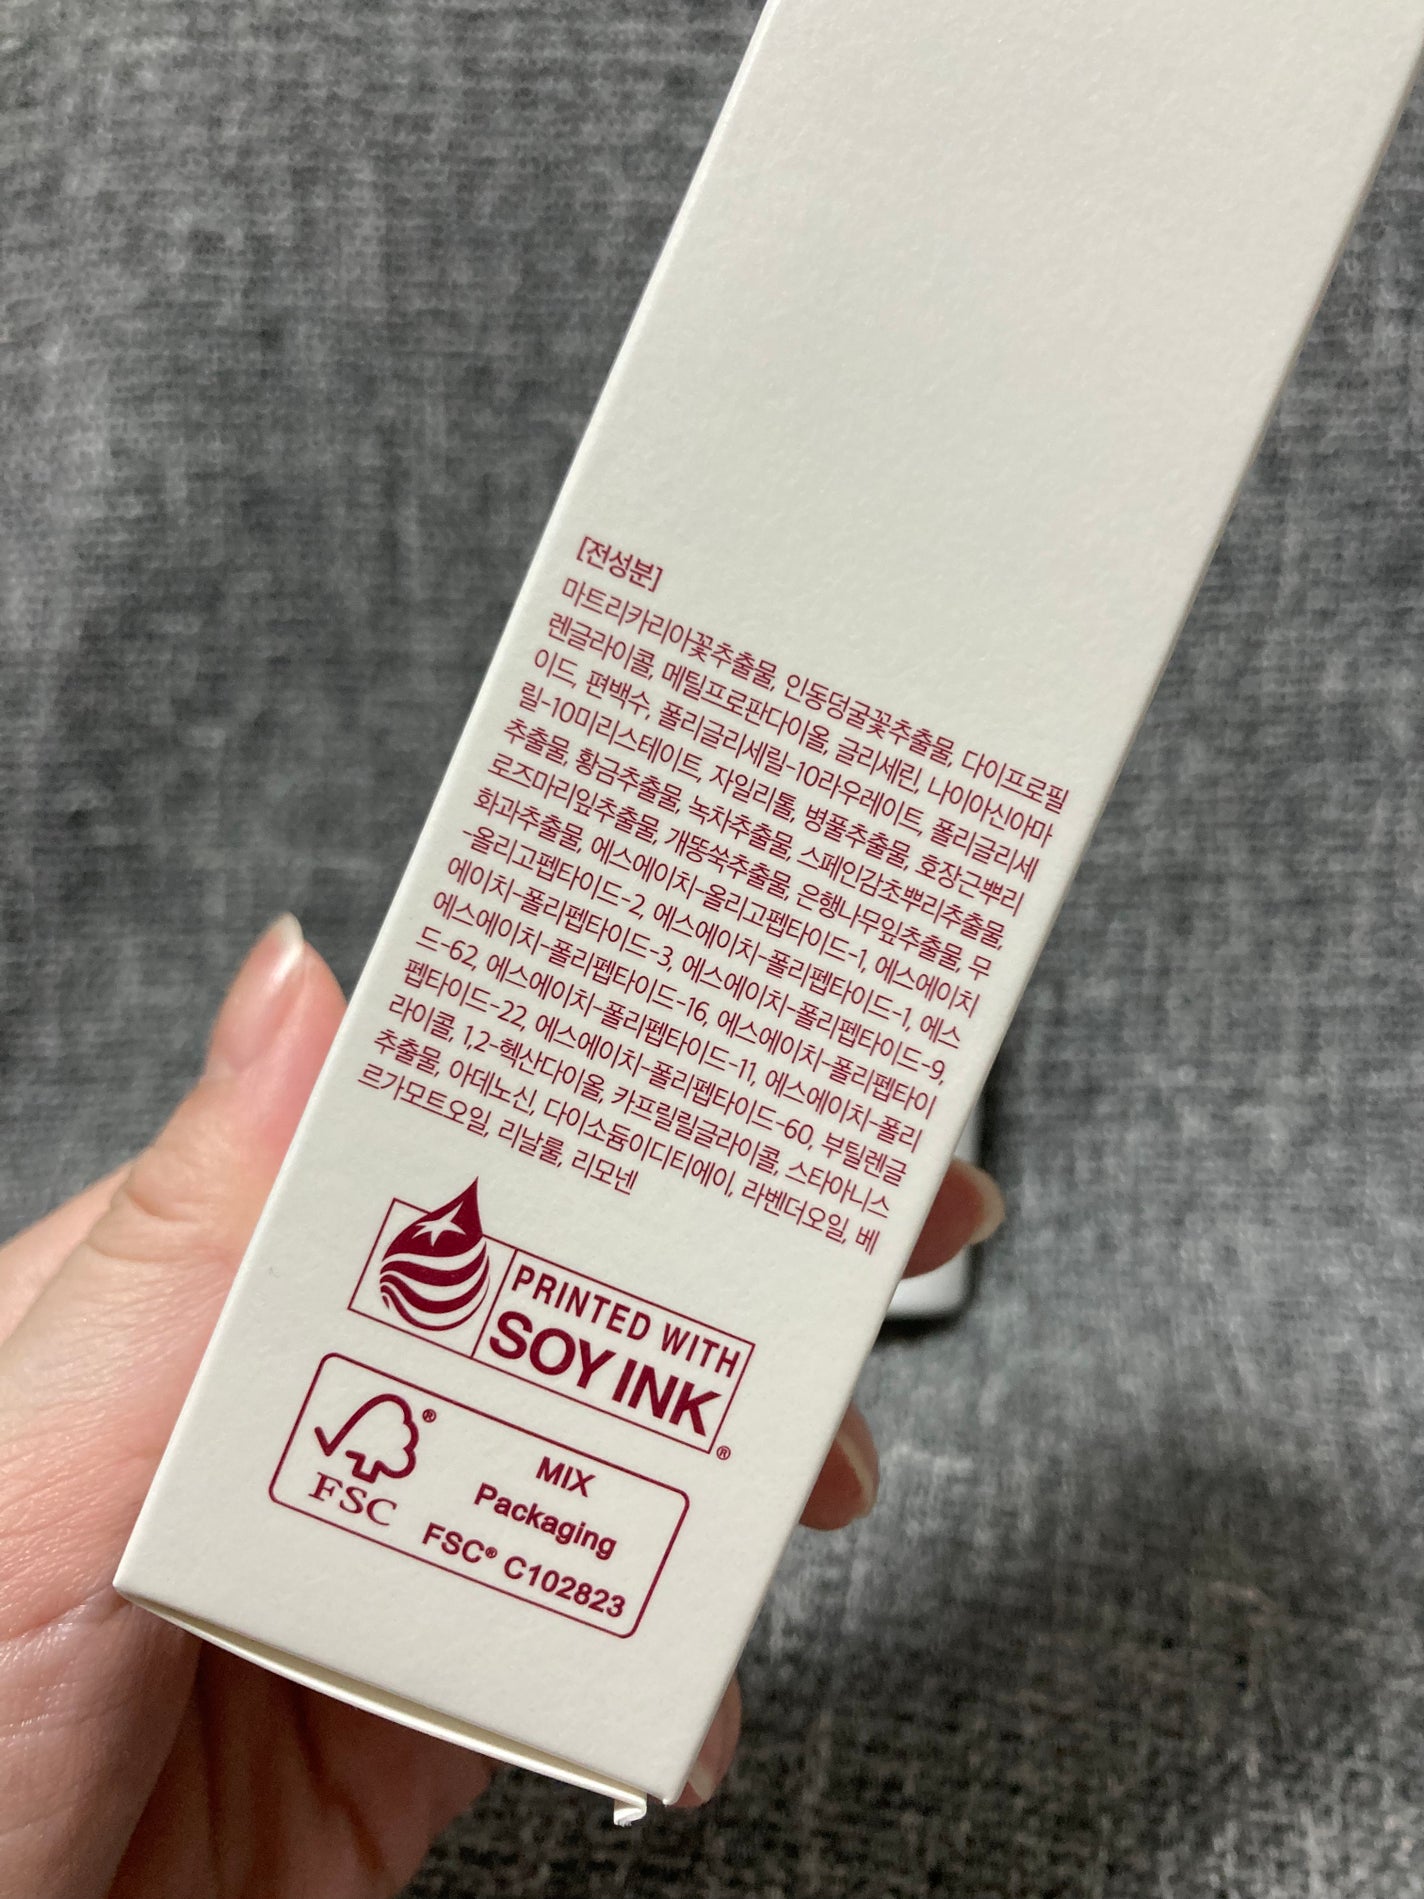 [전성분]
마트리카리아꽃추출물, 인동덩굴꽃추출물, 다이프로필
렌글라이콜, 메틸프로판다이올, 글리세린, 나이아신아마
이드, 편백수, 폴리글리세릴-10라우레이트, 폴리글리세
릴-10미리스테이트, 자일리톨, 병풀추출물, 호장근뿌리
추출물, 황금추출물, 녹차추출물, 스페인감초뿌리추출물,
로즈마리잎추출물, 개똥쑥추출물, 은행나무잎추출물, 무
화과추출물, 에스에이치-올리고펩타이드-1, 에스에이치
-올리고펩타이드-2, 에스에이치-폴리펩타이드-1, 에스
에이치-폴리펩타이드-3, 에스에이치-폴리펩타이드-9,
에스에이치-폴리펩타이드-16, 에스에이치-폴리펩타이
드-62, 에스에이치-폴리펩타이드-11, 에스에이치-폴리
펩타이드-22, 에스에이치-폴리펩타이드-60, 부틸렌글
라이콜, 1,2-헥산다이올, 카프릴릴글라이콜, 스타아니스
추출물, 아데노신, 다이소듐이디티에이, 라벤더오일, 베
르가모트오일, 리날룰, 리모넨
PRINTED WITH
SOY INK®
®
FSC
MIX
Packaging
FSC® C102823